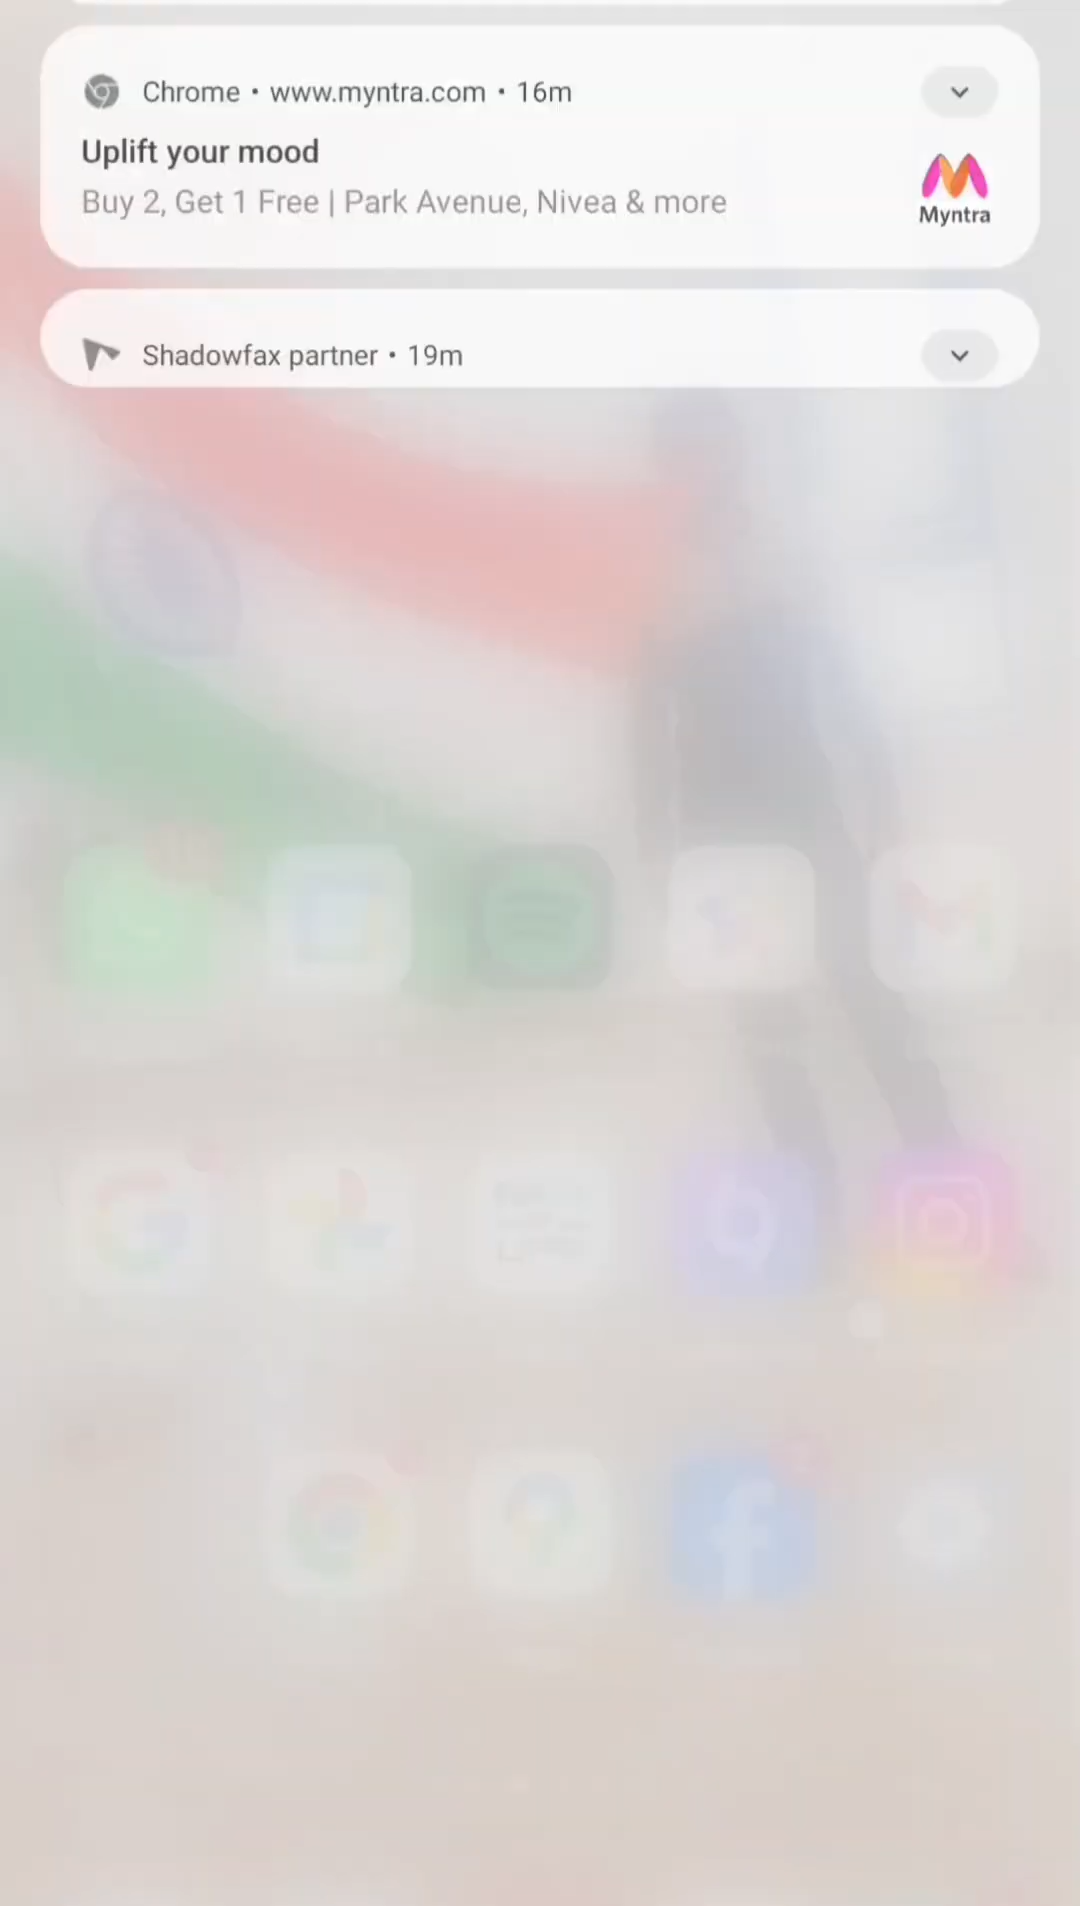 Chrome • www.myntra.com • 16m
Uplift your mood
Buy 2, Get 1 Free | Park Avenue, Nivea & more
Myntra
Shadowfax partner • 19m